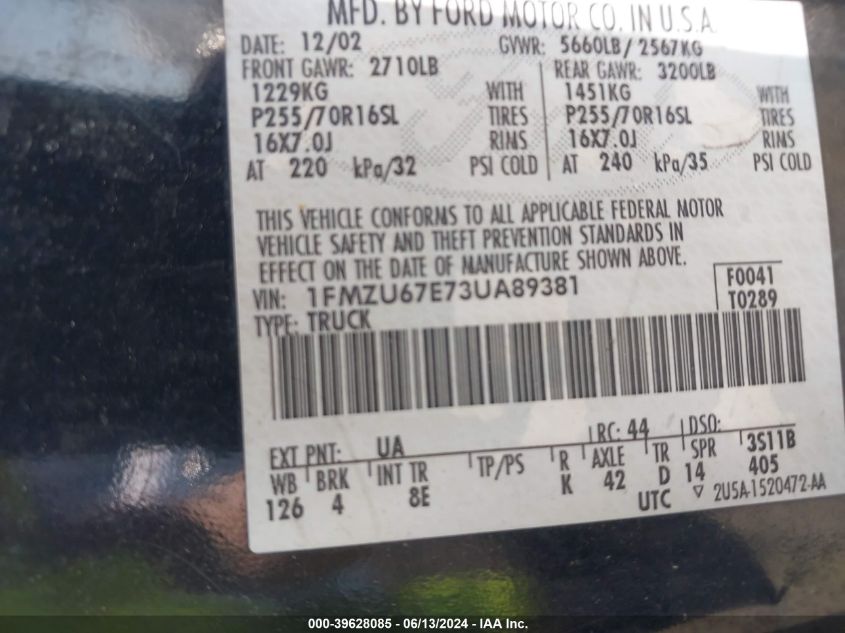 MFD. BY FORD MOTOR CO. IN U.S.A.
DATE: 12/02 GVWR: 5660LB/ 2567KG
FRONT GAWR: 2710LB REAR GAWR: 3200LB
1229KG WITH 1451KG WITH
P255/70R16SL TIRES P255/70R16SL TIRES
16X7.0J RIMS 16X7.0J RIMS
AT 220 kPa/32 PSI COLD AT 240 kPa/35 PSI COLD
THIS VEHICLE CONFORMS TO ALL APPLICABLE FEDERAL MOTOR
VEHICLE SAFETY AND THEFT PREVENTION STANDARDS IN
EFFECT ON THE DATE OF MANUFACTURE SHOWN ABOVE.
VIN: 1FMZU67E73UA89381 F0041
TYPE: TRUCK T0289
EXT PNT: UA RC: 44 DSO:
WB BRK INT TR TP/PS R AXLE TR SPR 3S11B
126 4 8E K 42 D 14 405
UTC ▽ 2U5A-1520472-AA
000-39628085 - 06/13/2024 - IAA Inc.